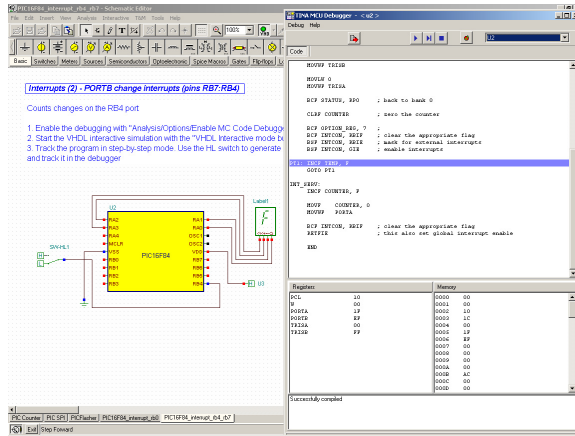 PIC16F84_interrupt_rb4_rb7 - Schematic Editor
File Edit Insert View Analysis Interactive T&M Tools Help
100%
Basic Switches Meters Sources Semiconductors Optoelectronic Spice Macros Gates Flip-flops
Interrupts (2) - PORTB change interrupts (pins RB7:RB4)
Counts changes on the RB4 port
1. Enable the debugging with "Analysis/Options/Enable MC Code Debugge
2. Start the VHDL interactive simulation with the "VHDL Interactive mode bu
3. Track the program in step-by-step mode. Use the HL switch to generate
and track it in the debugger
Label1
U2
RA2
RA3
RA4
MCLR
VSS
RB0
RB1
RB2
RB3
PIC16F84
RA1
RA0
OSC1
OSC2
VDD
RB7
RB6
RB5
RB4
SW-HL1
H
L
H U3
PIC Counter PIC SPI PICFlasher PIC16F84_interrupt_rb0 PIC16F84_interrupt_rb4_rb7
Exit Step Forward
TINA MCU Debugger - < u2 >
Debug Help
U2
Code
MOVWF TRISB
MOVLW 0
MOVWF TRISA
BCF STATUS, RP0 ; back to bank 0
CLRF COUNTER ; zero the counter
BCF OPTION_REG, 7 ;
BCF INTCON, RBIF ; clear the appropriate flag
BSF INTCON, RBIE ; mask for external interrupts
BSF INTCON, GIE ; enable interrupts
PT1: INCF TEMP, F
GOTO PT1
INT_SERV:
INCF COUNTER, F
MOVF COUNTER, 0
MOVWF PORTA
BCF INTCON, RBIF ; clear the appropriate flag
RETFIE ; this also set global interrupt enable
END
Registers
PCL 10
W 00
PORTA 1F
PORTB EF
TRISA 00
TRISB FF
Memory
0000 00
0001 00
0002 10
0003 1C
0004 00
0005 1F
0006 EF
0007 00
0008 00
0009 00
000A 00
000B AC
000C 00
000D 00
Successfully compiled